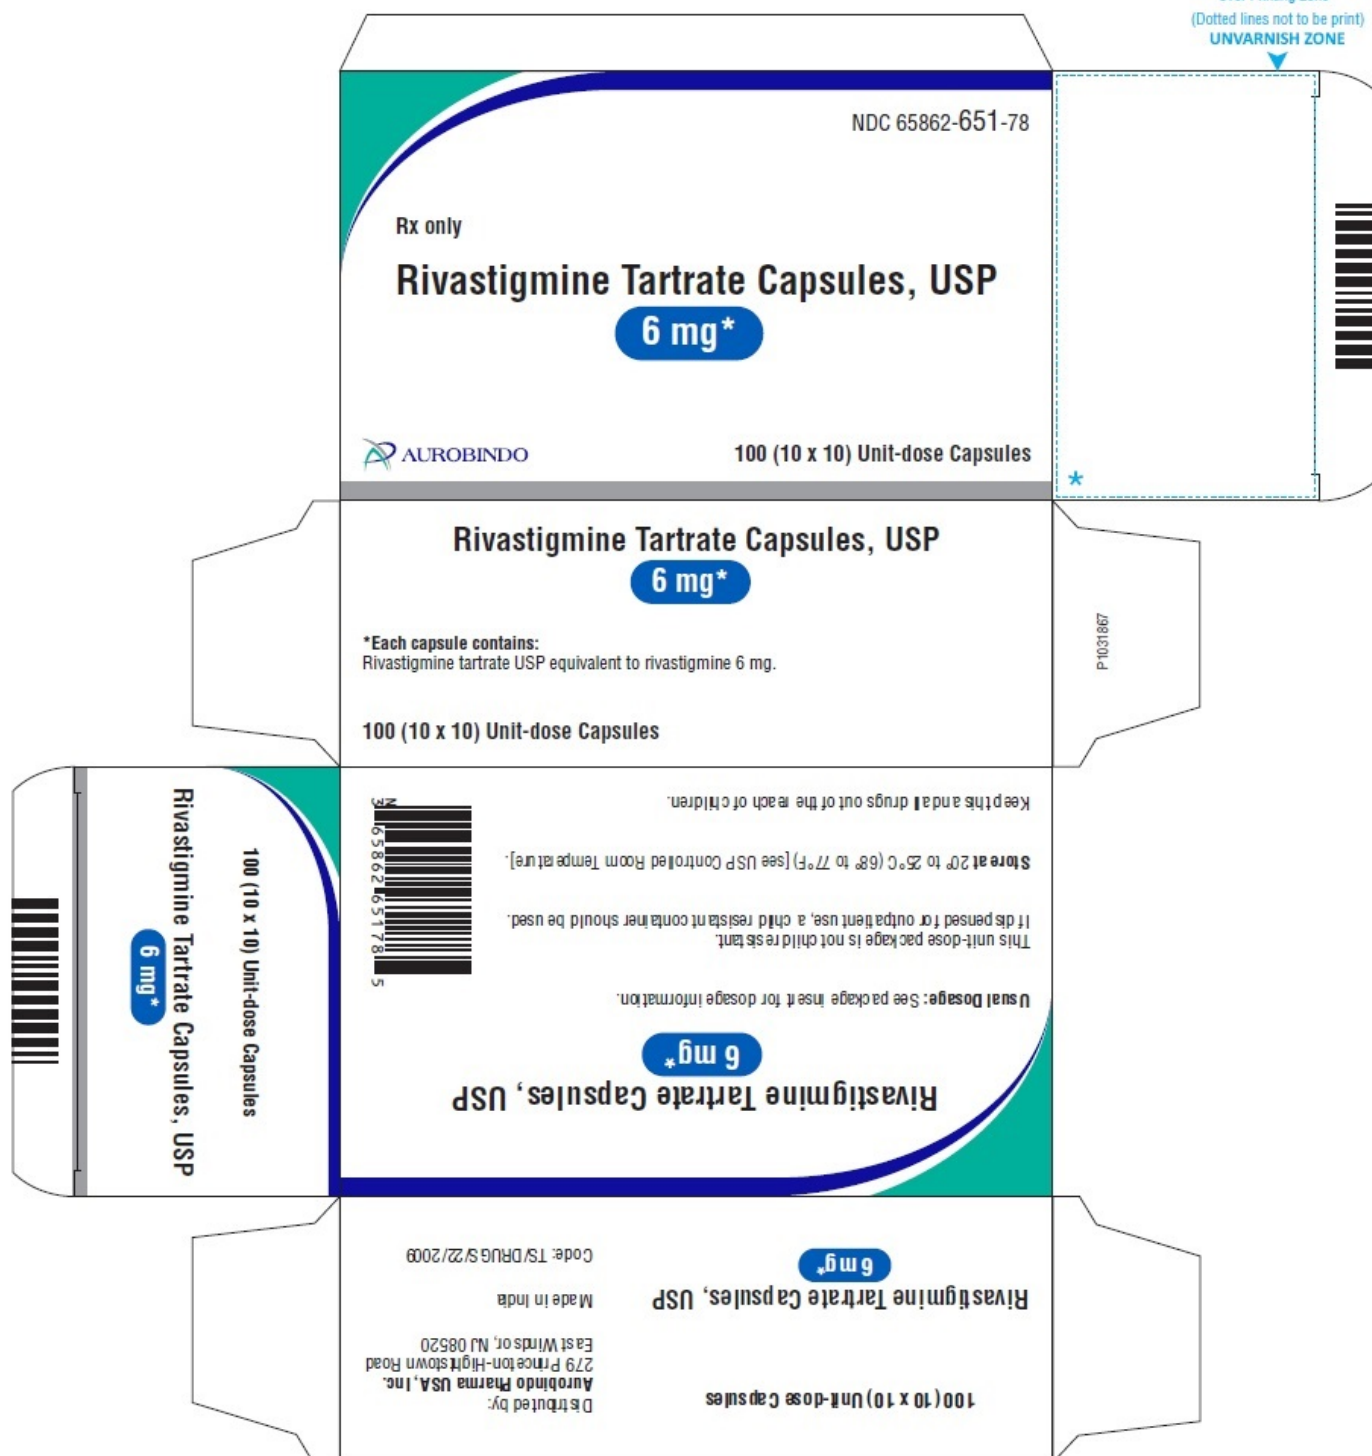 (Dotted lines not to be print)
UNVARNISH ZONE
NDC 65862-651-78
Rx only
Rivastigmine Tartrate Capsules, USP
6 mg*
AUROBINDO
100 (10 x 10) Unit-dose Capsules
*
Rivastigmine Tartrate Capsules, USP
6 mg*
*Each capsule contains:
Rivastigmine tartrate USP equivalent to rivastigmine 6 mg.
100 (10 x 10) Unit-dose Capsules
P1031867
Rivastigmine Tartrate Capsules, USP
6 mg*
100 (10 x 10) Unit-dose Capsules
Rivastigmine Tartrate Capsules, USP
6 mg*
Usual Dosage: See package insert for dosage information.
This unit-dose package is not child resistant.
If dispensed for outpatient use, a child resistant container should be used.
Store at 20° to 25°C (68° to 77°F) [see USP Controlled Room Temperature].
Keep this and all drugs out of the reach of children.
N
3 65862 65178 5
100 (10 x 10) Unit-dose Capsules
Rivastigmine Tartrate Capsules, USP
6 mg*
Distributed by:
Aurobindo Pharma USA, Inc.
279 Princeton-Hightstown Road
East Windsor, NJ 08520
Made in India
Code: TS/DRUGS/22/2009